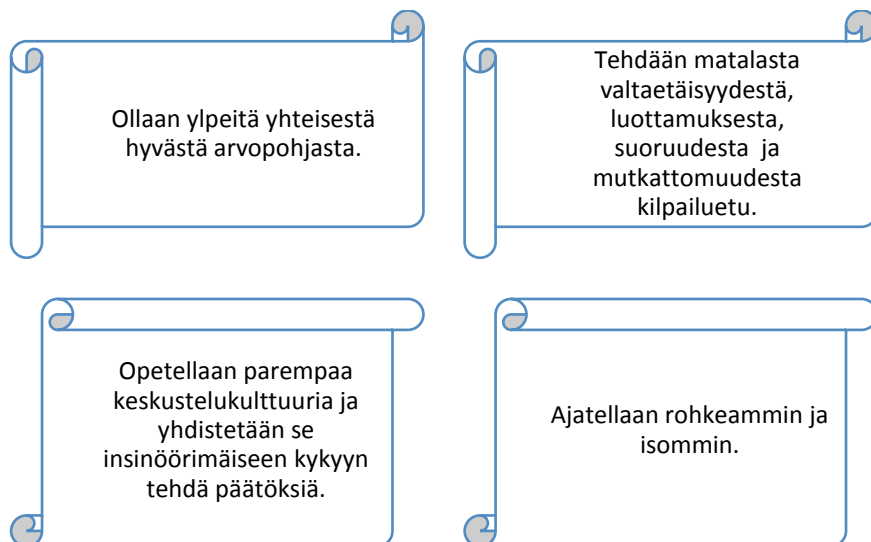 Ollaan ylpeitä yhteisestä
hyvästä arvopohjasta.
Tehdään matalasta
valtaetäisyydestä,
luottamuksesta,
suoruudesta ja
mutkattomuudesta
kilpailuetu.
Opetellaan parempaa
keskustelukulttuuria ja
yhdistetään se
insinöörimäiseen kykyyn
tehdä päätöksiä.
Ajatellaan rohkeammin ja
isommin.